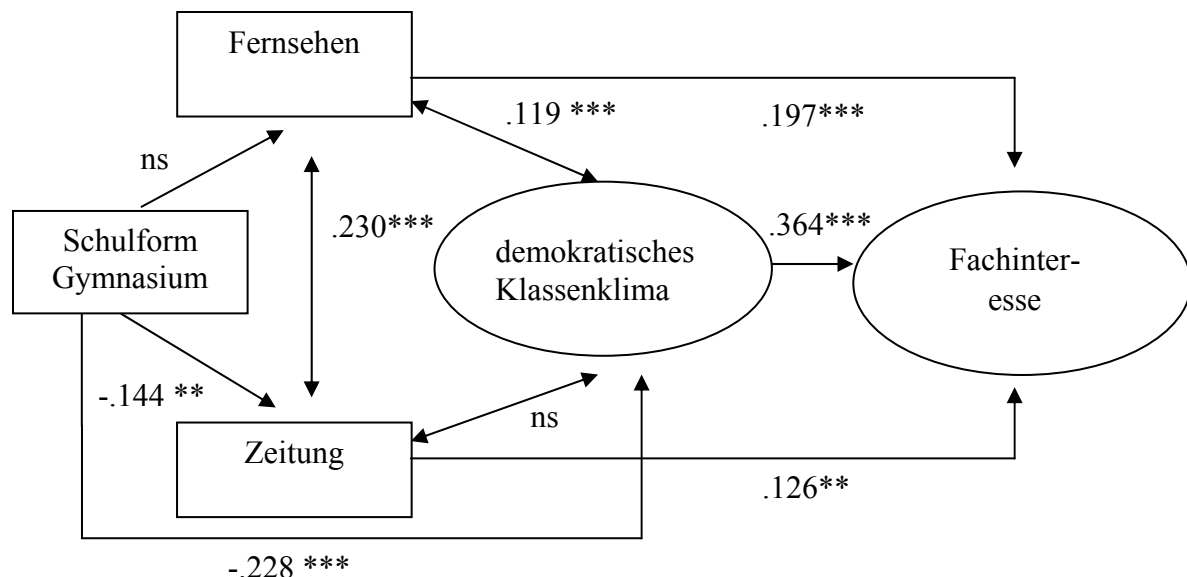 Fernsehen
.119 ***
.197***
ns
.230***
.364***
Schulform
Gymnasium
demokratisches
Klassenklima
Fachinter-
esse
-.144 **
ns
Zeitung
.126**
-.228 ***